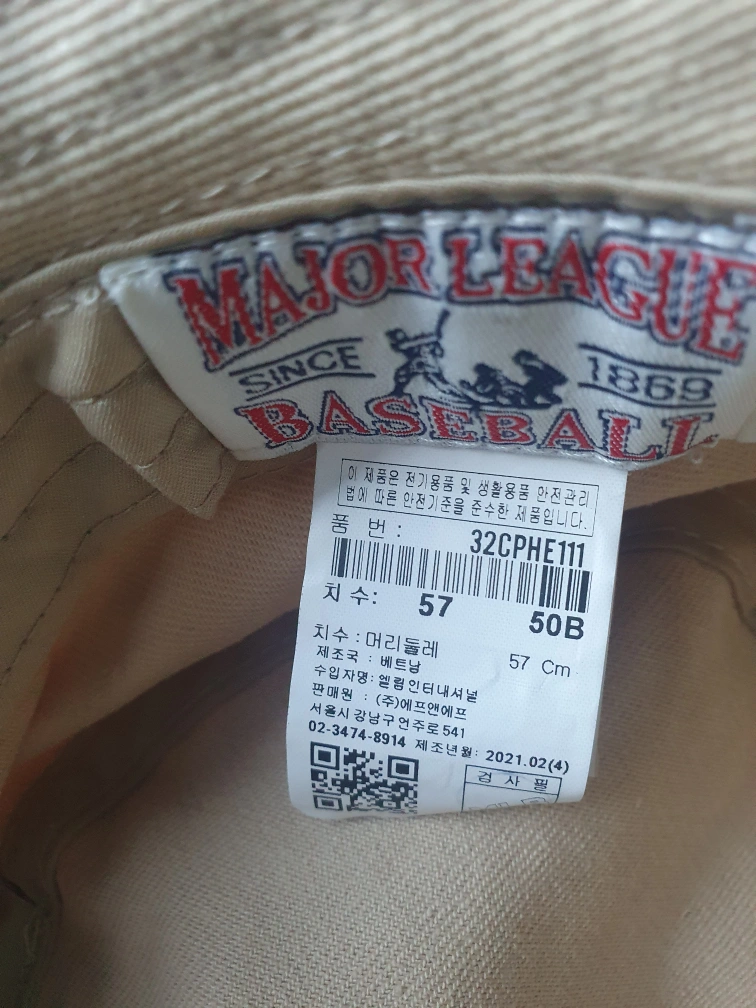 MAJOR LEAGUE
SINCE 1869
BASEBALL
이 제품은 전기용품 및 생활용품 안전관리
법에 따른 안전기준을 준수한 제품입니다.
품 번 : 32CPHE111
치 수: 57 50B
치수 : 머리둘레 57 Cm
제조국 : 베트남
수입자명: 엘림인터내셔널
판매원 : (주)에프앤에프
서울시 강남구 언주로 541
02-3474-8914 제조년월: 2021.02(4)
검 사 필